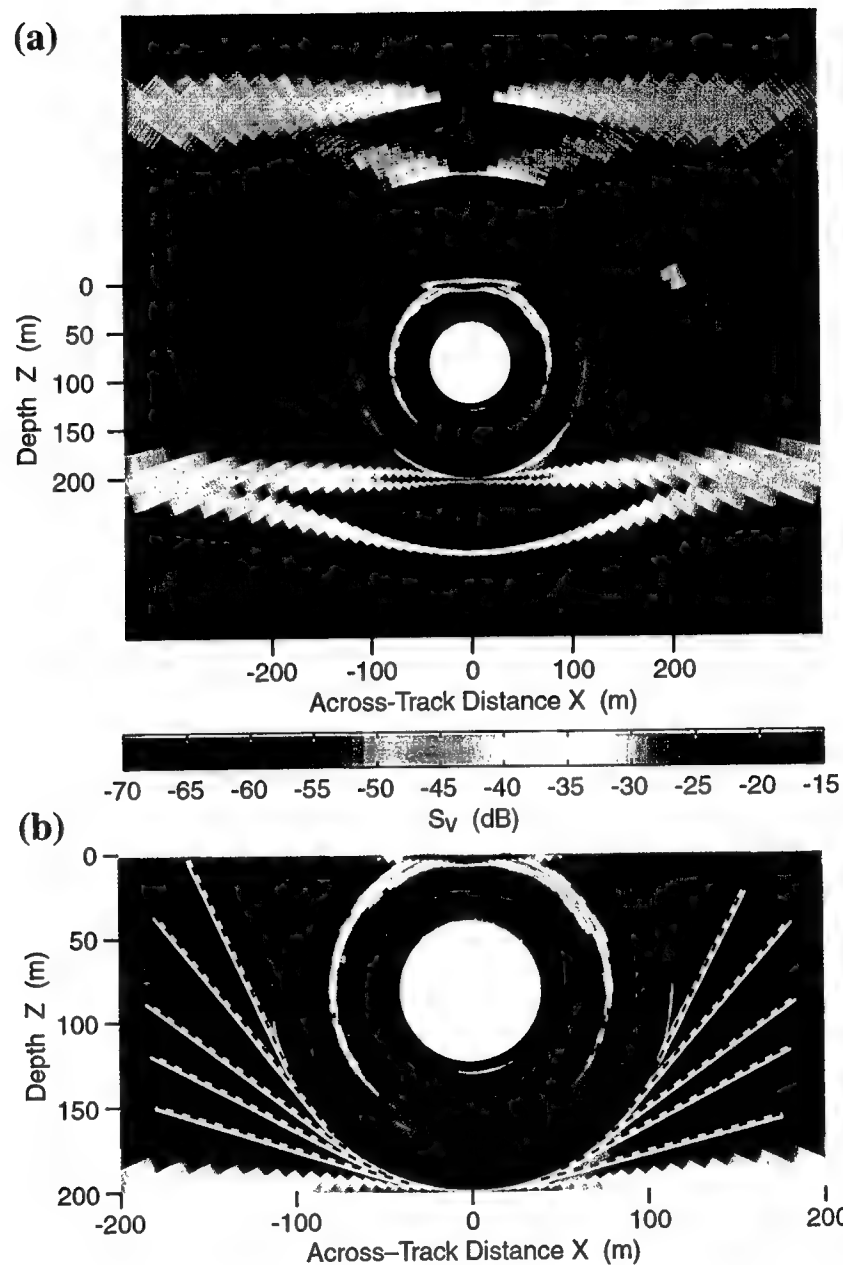 (a)
0
50
100
150
200
Depth Z (m)
-200 -100 0 100 200
Across-Track Distance X (m)
-70 -65 -60 -55 -50 -45 -40 -35 -30 -25 -20 -15
SV (dB)
(b)
0
50
100
150
200
Depth Z (m)
-200 -100 0 100 200
Across–Track Distance X (m)